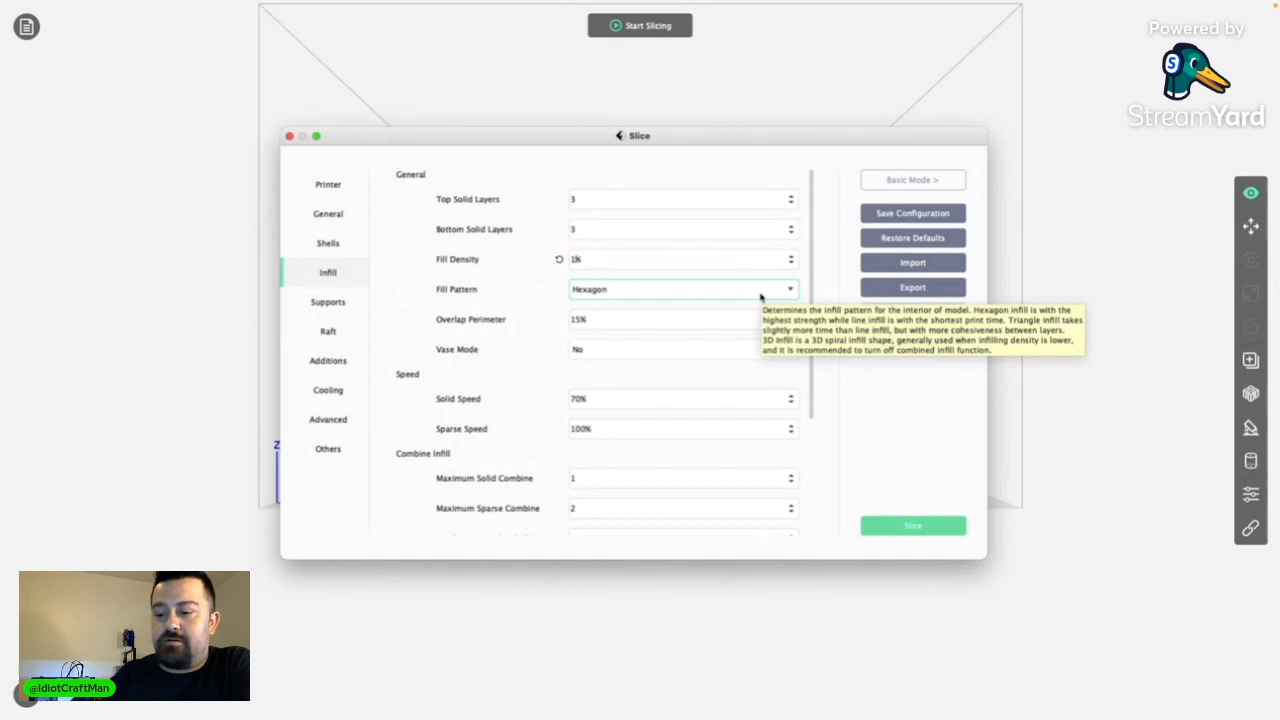 Start Slicing
Powered by
S
StreamYard
Slice
Printer
General
Shells
Infill
Supports
Raft
Additions
Cooling
Advanced
Others
General
Top Solid Layers 3
Bottom Solid Layers 3
Fill Density 1%
Fill Pattern Hexagon
Overlap Perimeter 15%
Vase Mode No
Speed
Solid Speed 70%
Sparse Speed 100%
Combine Infill
Maximum Solid Combine 1
Maximum Sparse Combine 2
Basic Mode >
Save Configuration
Restore Defaults
Import
Export
Determines the infill pattern for the interior of model. Hexagon infill is with the
highest strength while line infill is with the shortest print time. Triangle infill takes
slightly more time than line infill, but with more cohesiveness between layers.
3D Infill is a 3D spiral infill shape, generally used when infilling density is lower,
and it is recommended to turn off combined infill function.
Slice
Z
@IdiotCraftMan